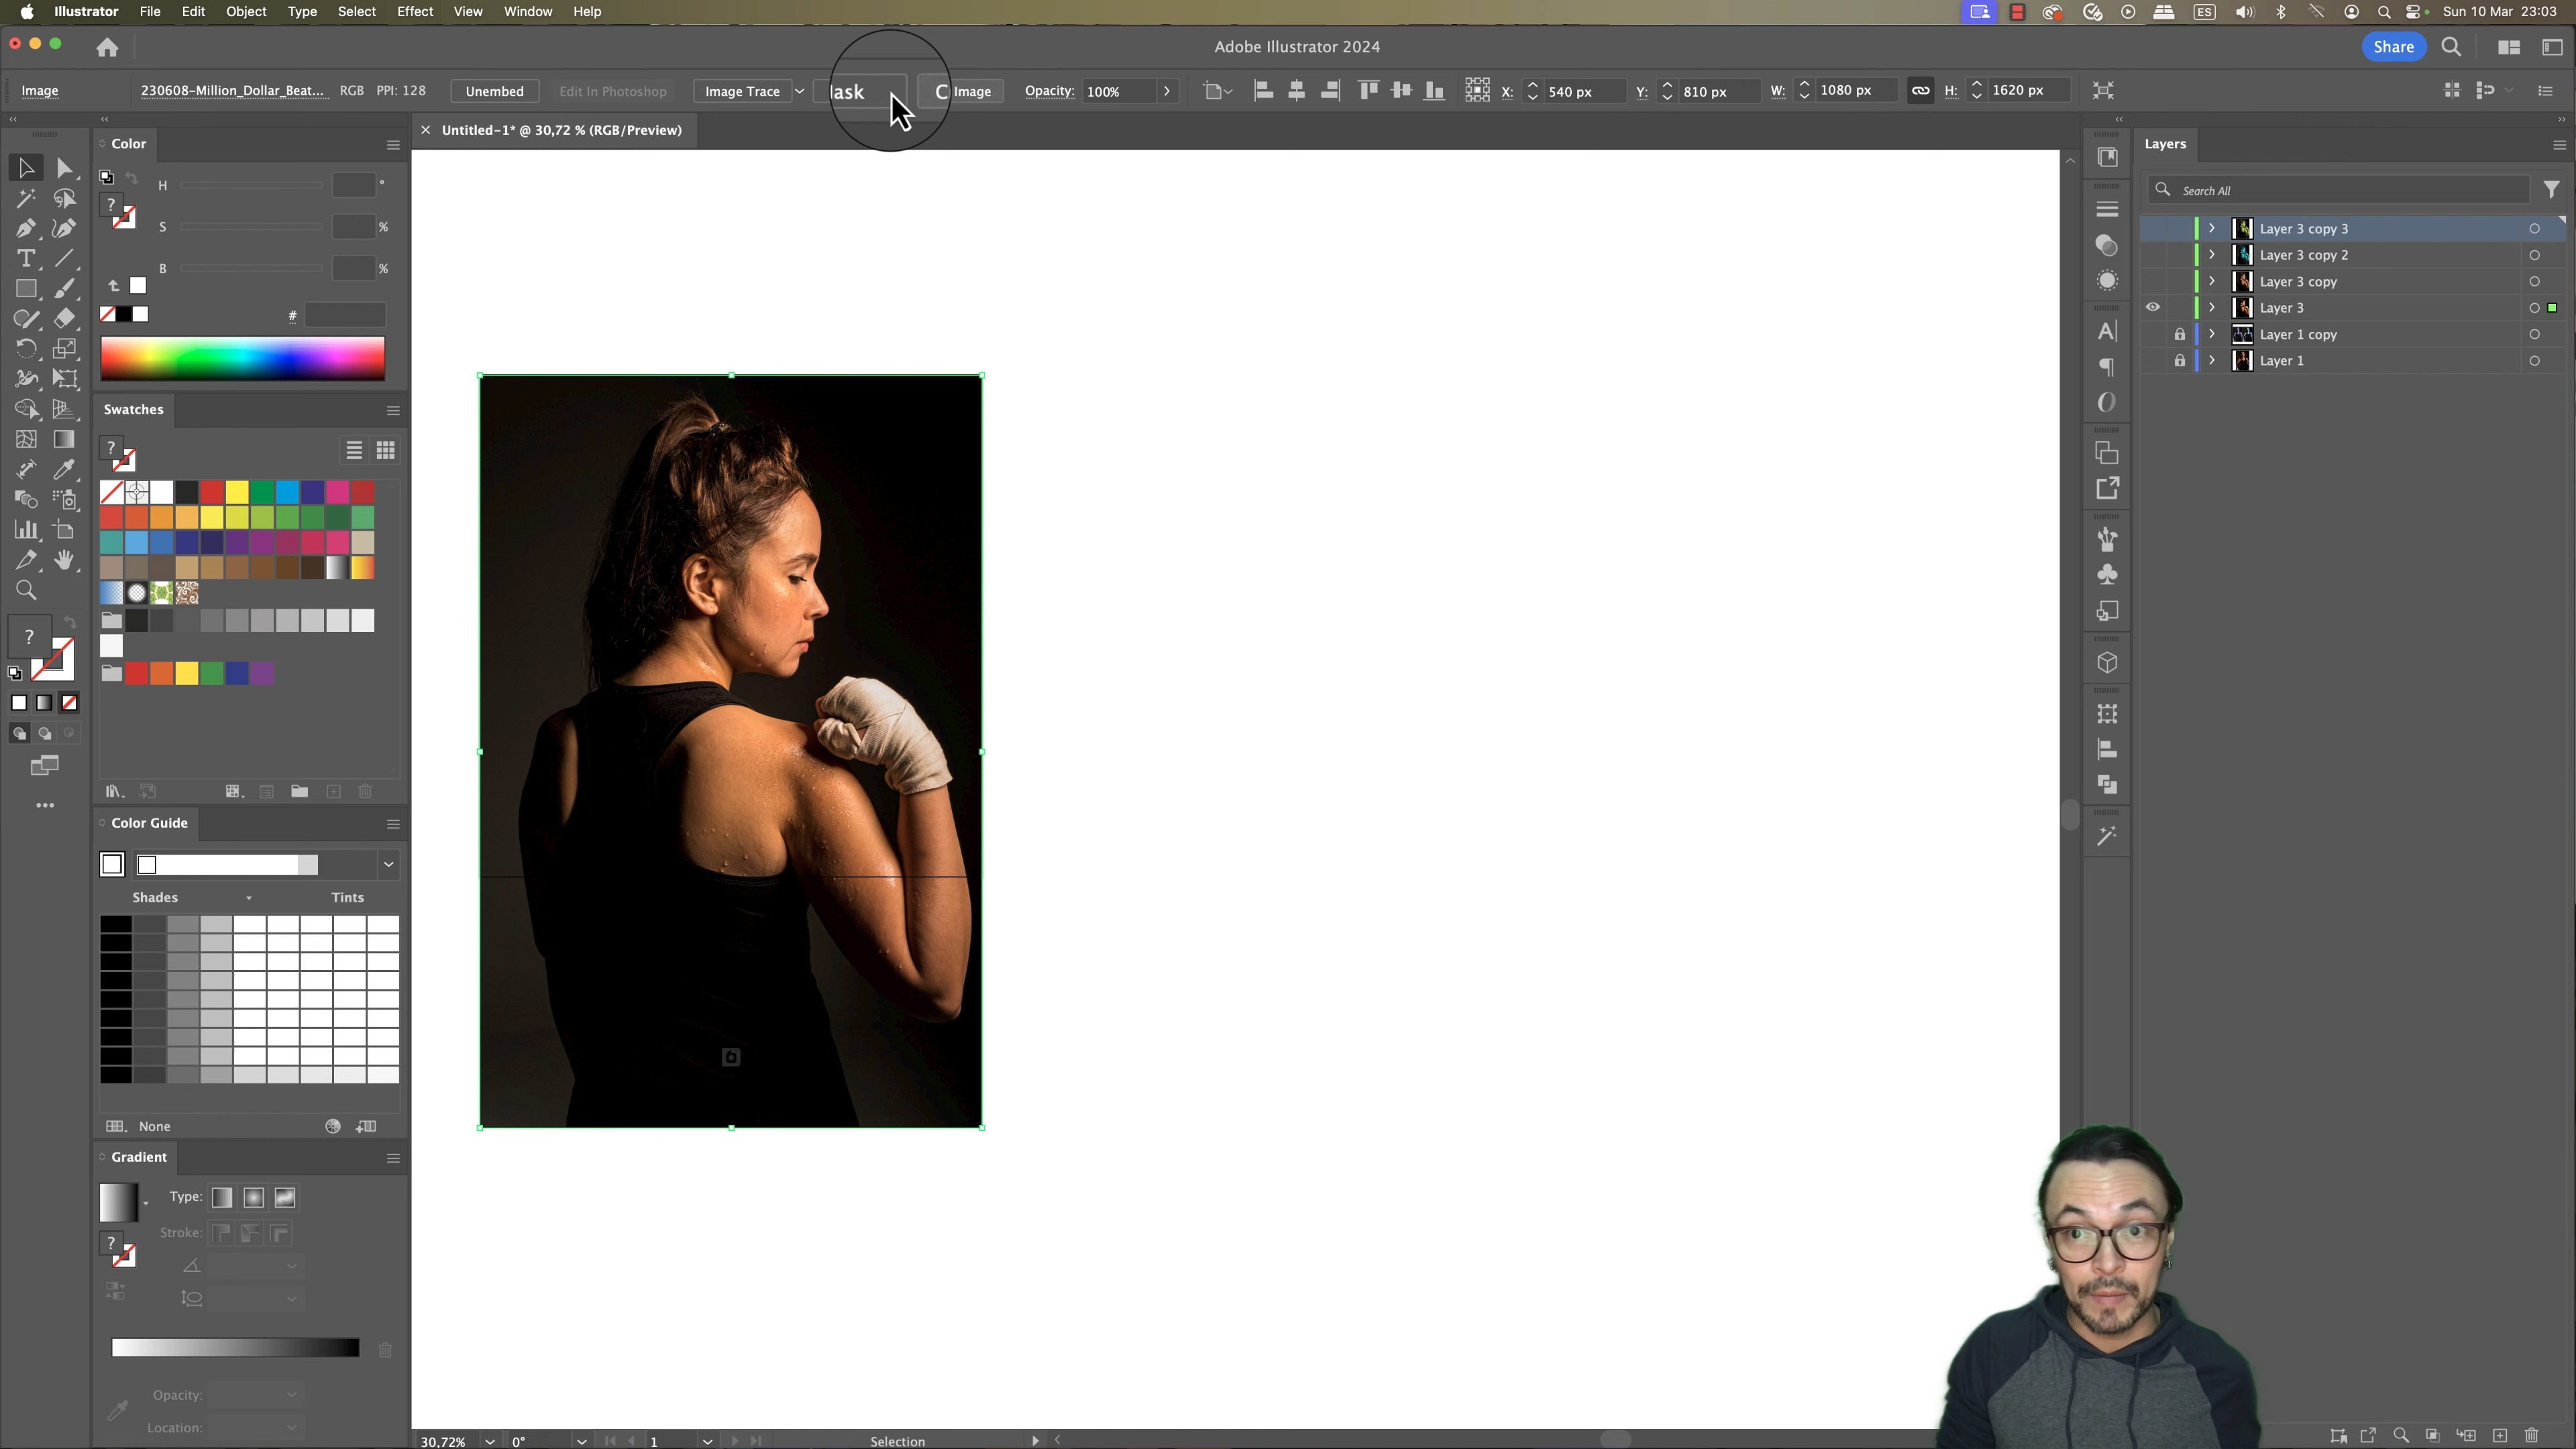 Illustrator File Edit Object Type Select Effect View Window Help
ES
Sun 10 Mar 23:03
Adobe Illustrator 2024
Share
Image
230608-Million_Dollar_Beat...
RGB PPI: 128
Unembed
Edit In Photoshop
Image Trace
ask
C Image
Opacity: 100%
X: 540 px
Y: 810 px
W: 1080 px
H: 1620 px
Color
H °
S %
B %
#
Swatches
Color Guide
Shades Tints
None
Gradient
Type:
Stroke:
Opacity:
Location:
Untitled-1* @ 30,72 % (RGB/Preview)
30,72%
0°
1
Selection
Layers
Search All
Layer 3 copy 3
Layer 3 copy 2
Layer 3 copy
Layer 3
Layer 1 copy
Layer 1